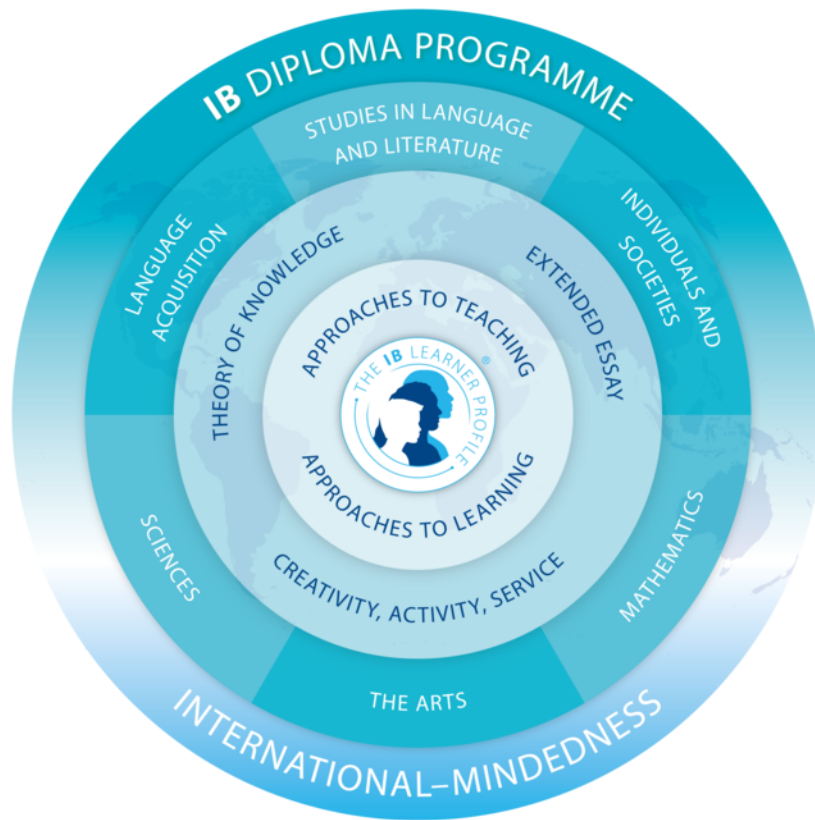 IB DIPLOMA PROGRAMME
STUDIES IN LANGUAGE
AND LITERATURE
LANGUAGE
ACQUISITION
INDIVIDUALS AND
SOCIETIES
THEORY OF KNOWLEDGE
EXTENDED ESSAY
APPROACHES TO TEACHING
THE IB LEARNER PROFILE®
APPROACHES TO LEARNING
CREATIVITY, ACTIVITY, SERVICE
SCIENCES
MATHEMATICS
THE ARTS
INTERNATIONAL–MINDEDNESS